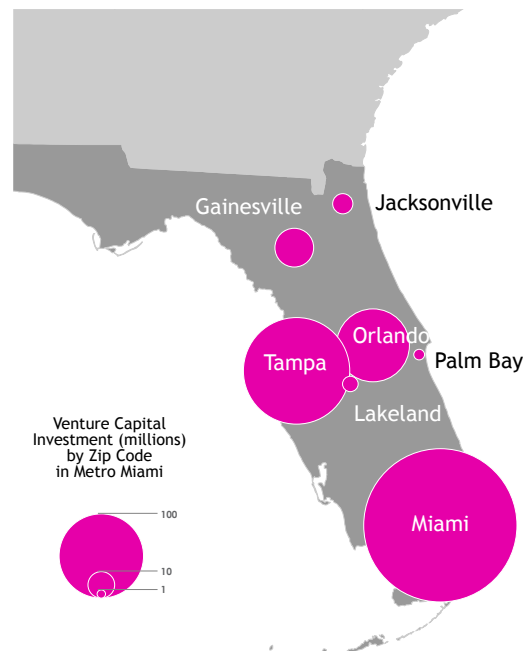 Gainesville
Jacksonville
Orlando
Tampa
Palm Bay
Lakeland
Venture Capital
Investment (millions)
by Zip Code
in Metro Miami
Miami
100
10
1